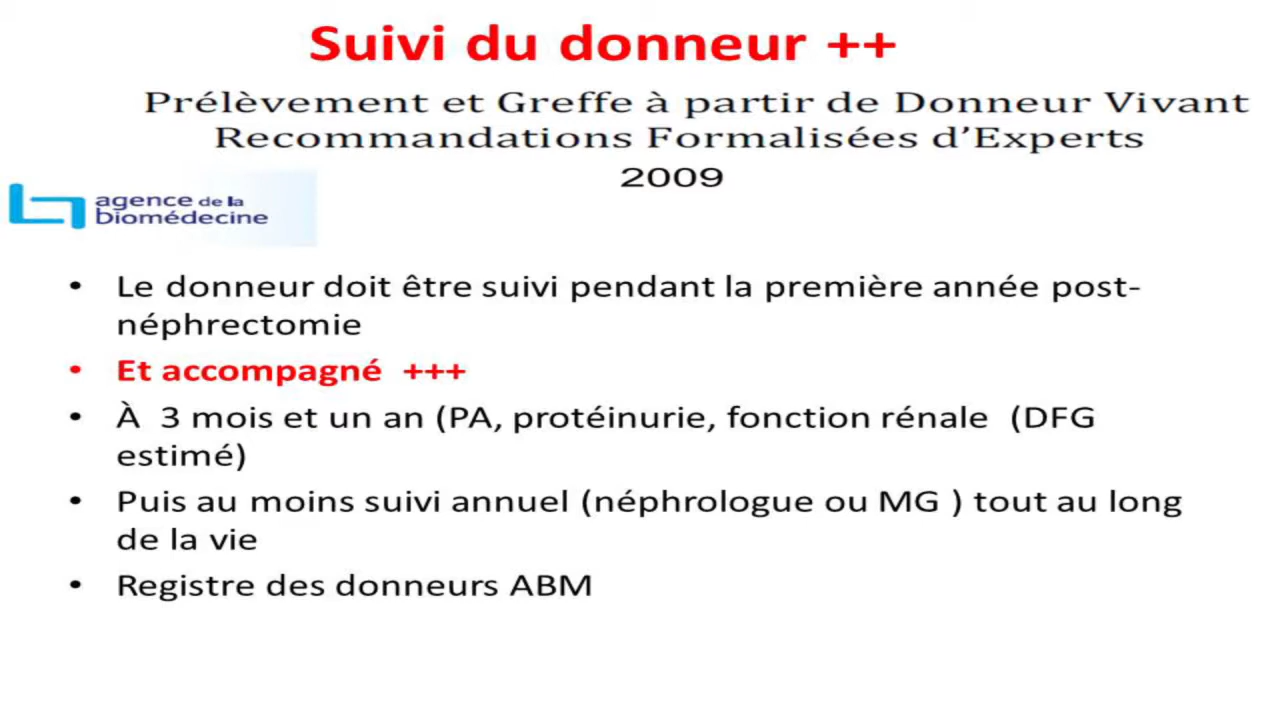 Suivi du donneur ++
Prélèvement et Greffe à partir de Donneur Vivant
Recommandations Formalisées d'Experts
2009
agence de la
biomédecine
• Le donneur doit être suivi pendant la première année post-
néphrectomie
• Et accompagné +++
• À 3 mois et un an (PA, protéinurie, fonction rénale (DFG
estimé)
• Puis au moins suivi annuel (néphrologue ou MG ) tout au long
de la vie
• Registre des donneurs ABM